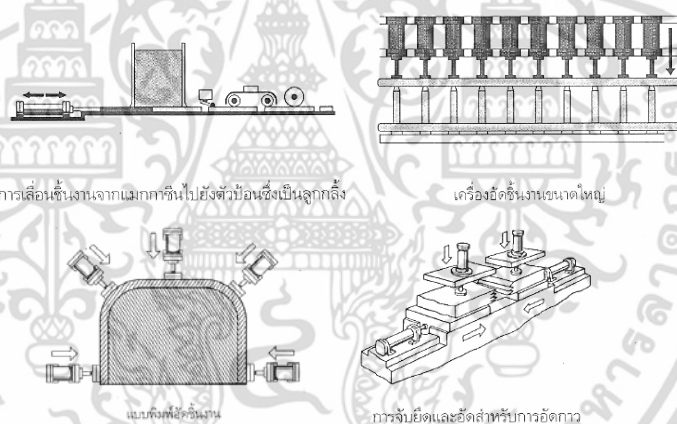 การเลื่อนชิ้นงานจากแมกกาซีนไปยังตัวป้อนซึ่งเป็นลูกกลิ้ง
เครื่องอัดชิ้นงานขนาดใหญ่
แบบพิมพ์อัดชิ้นงาน
การจับยึดและอัดสำหรับการอัดกาว